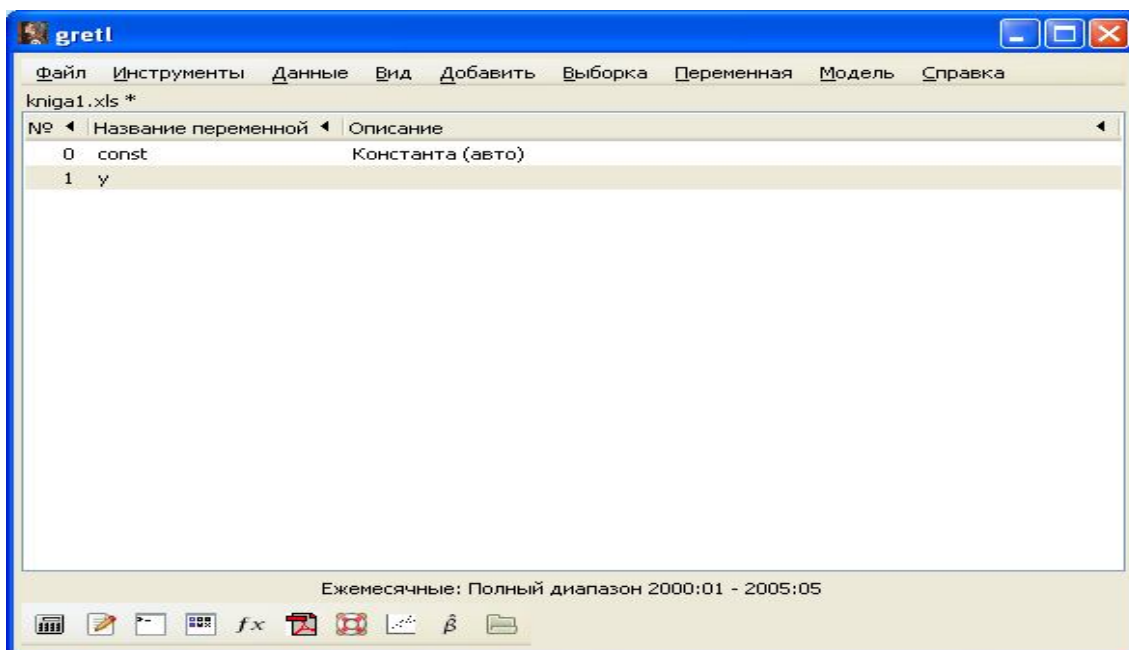 gretl
Файл Инструменты Данные Вид Добавить Выборка Переменная Модель Справка
kniga1.xls *
№ Название переменной Описание
0 const Константа (авто)
1 y
Ежемесячные: Полный диапазон 2000:01 - 2005:05
fx β̂